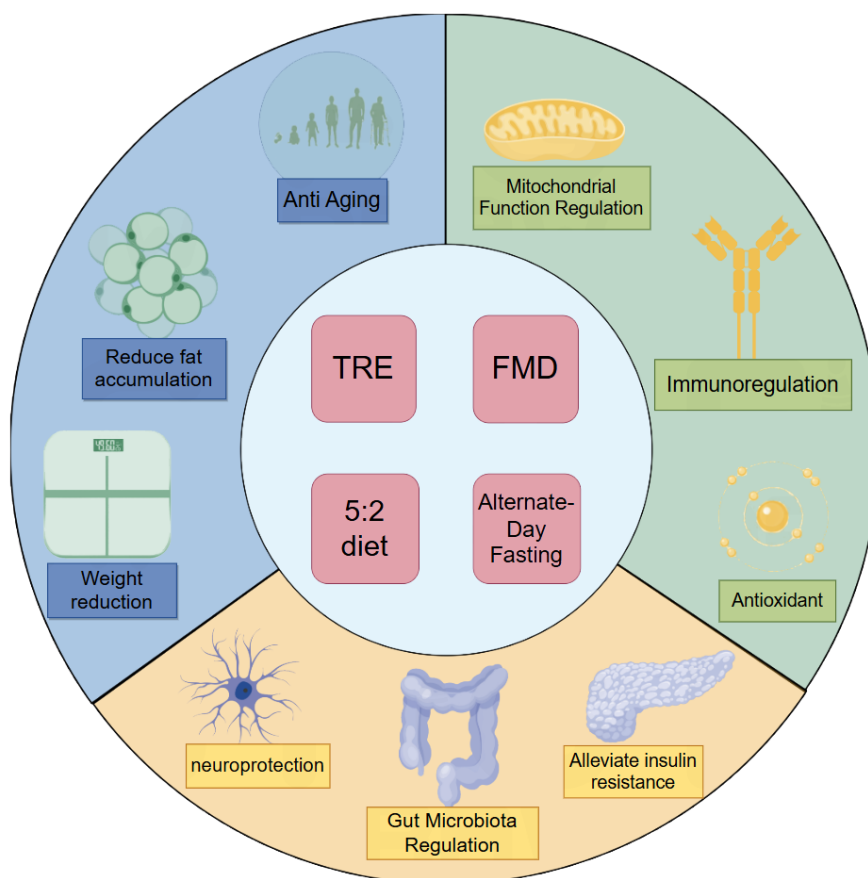 Anti Aging
Mitochondrial
Function Regulation
Reduce fat
accumulation
TRE
FMD
Immunoregulation
5:2
diet
Alternate-
Day
Fasting
Weight
reduction
Antioxidant
neuroprotection
Alleviate insulin
resistance
Gut Microbiota
Regulation